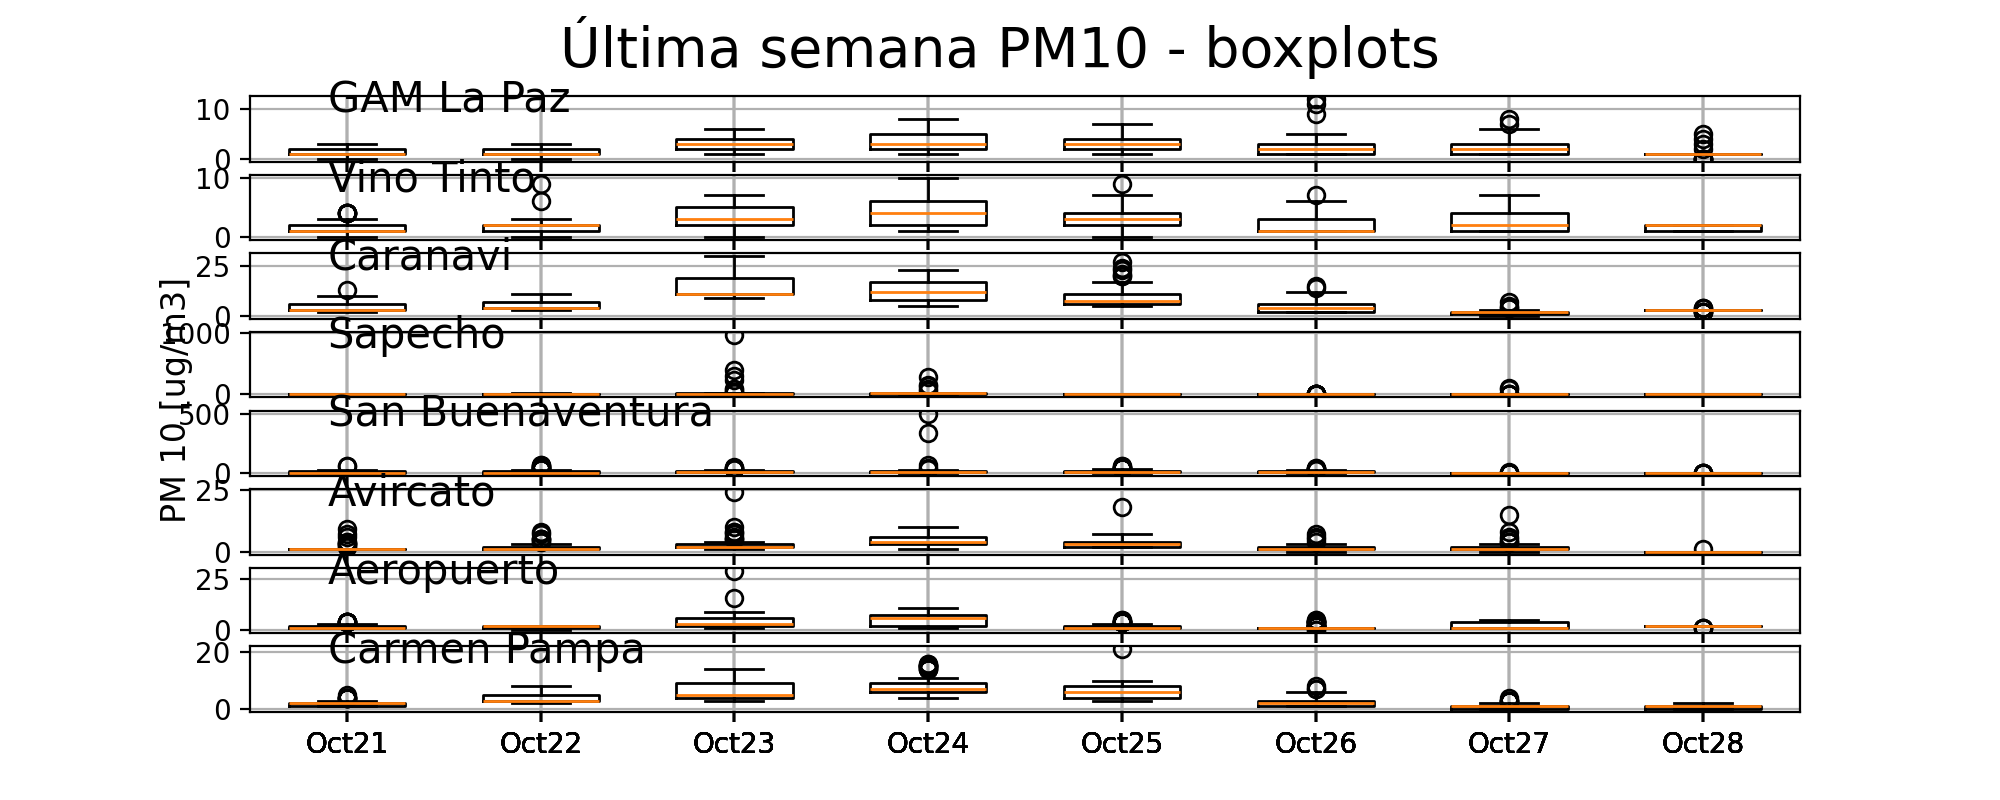 Última semana PM10 - boxplots
GAM La Paz
10
0
Vino Tinto
10
0
Caranavi
25
0
PM 10 [ug/m3]
Sapecho
1000
0
San Buenaventura
500
0
Avircato
25
0
Aeropuerto
25
0
Carmen Pampa
20
0
Oct21 Oct22 Oct23 Oct24 Oct25 Oct26 Oct27 Oct28